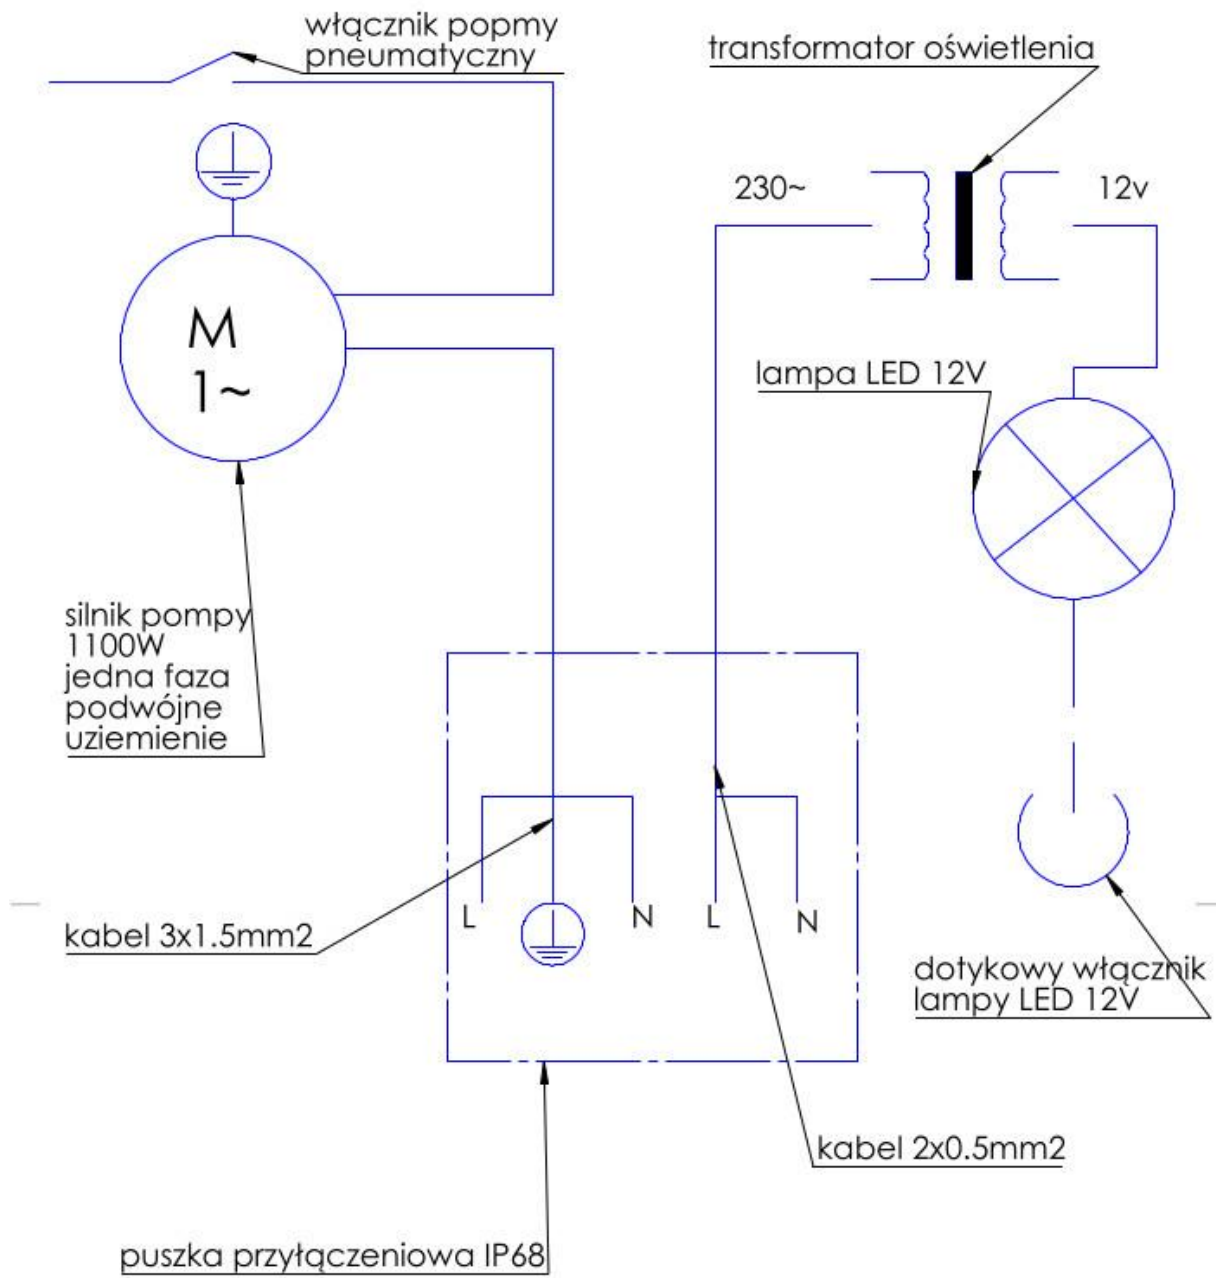 włącznik popmy
pneumatyczny
transformator oświetlenia
230~
12v
M
1~
lampa LED 12V
silnik pompy
1100W
jedna faza
podwójne
uziemienie
L
N
L
N
kabel 3x1.5mm2
dotykowy włącznik
lampy LED 12V
kabel 2x0.5mm2
puszka przyłączeniowa IP68